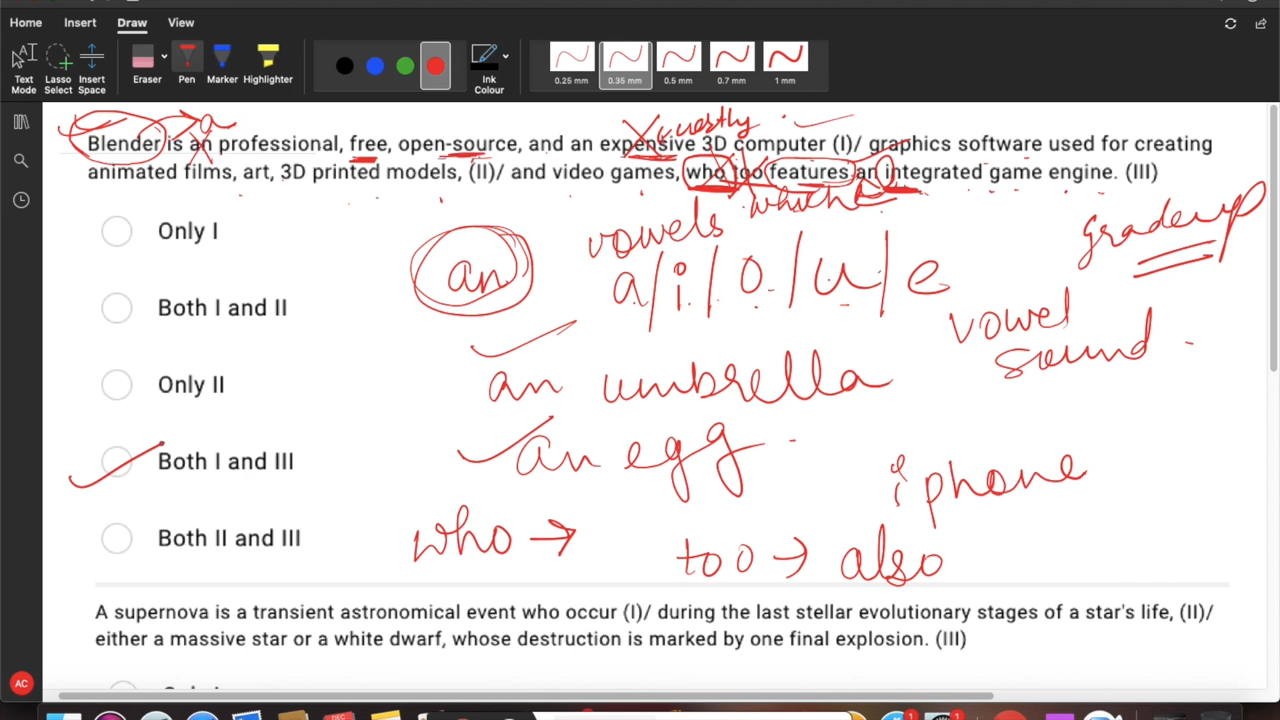 Home Insert Draw View
Text Mode
Lasso Select
Insert Space
Eraser
Pen
Marker
Highlighter
Ink Colour
0.25 mm
0.35 mm
0.5 mm
0.7 mm
1 mm
a
Blender is an professional, free, open-source, and an expensive 3D computer (I)/ graphics software used for creating
animated films, art, 3D printed models, (II)/ and video games, who too features an integrated game engine. (III)
which
Only I
vowels
gradeup
an
a/i/o/u/e
Both I and II
vowel
sound
Only II
an umbrella
Both I and III
an egg
iphone
Both II and III
who →
too → also
A supernova is a transient astronomical event who occur (I)/ during the last stellar evolutionary stages of a star's life, (II)/
either a massive star or a white dwarf, whose destruction is marked by one final explosion. (III)
AC